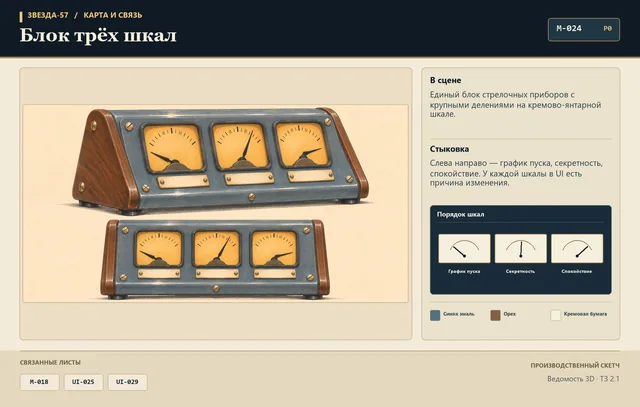 ЗВЕЗДА-57 / КАРТА И СВЯЗЬ
Блок трёх шкал
M-024 P0
В сцене
Единый блок стрелочных приборов с
крупными делениями на кремово-янтарной
шкале.
Стыковка
Слева направо — график пуска, секретность,
спокойствие. У каждой шкалы в UI есть
причина изменения.
Порядок шкал
График пуска Секретность Спокойствие
Синяя эмаль Орех Кремовая бумага
СВЯЗАННЫЕ ЛИСТЫ
M-018 UI-025 UI-029
ПРОИЗВОДСТВЕННЫЙ СКЕТЧ
Ведомость 3D · ТЗ 2.1